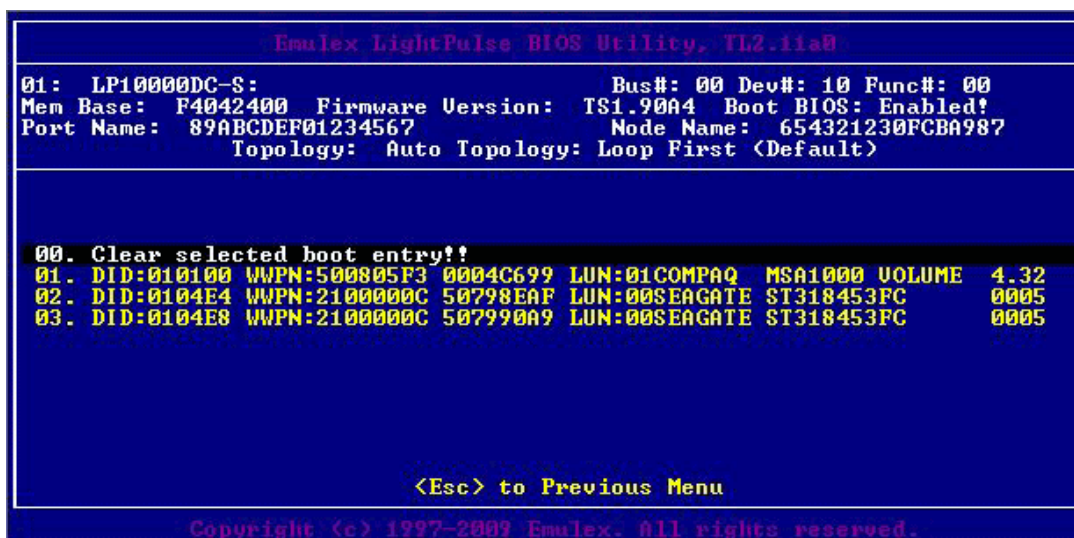 Emulex LightPulse BIOS Utility, TL2.11a0
01: LP10000DC-S: Bus#: 00 Dev#: 10 Func#: 00
Mem Base: F4042400 Firmware Version: TS1.90A4 Boot BIOS: Enabled!
Port Name: 89ABCDEF01234567 Node Name: 654321230FCBA987
Topology: Auto Topology: Loop First (Default)
00. Clear selected boot entry!!
01. DID:010100 WWPN:500805F3 0004C699 LUN:01COMPAQ MSA1000 VOLUME 4.32
02. DID:0104E4 WWPN:2100000C 50798EAF LUN:00SEAGATE ST318453FC 0005
03. DID:0104E8 WWPN:2100000C 507990A9 LUN:00SEAGATE ST318453FC 0005
<Esc> to Previous Menu
Copyright (c) 1997-2009 Emulex. All rights reserved.